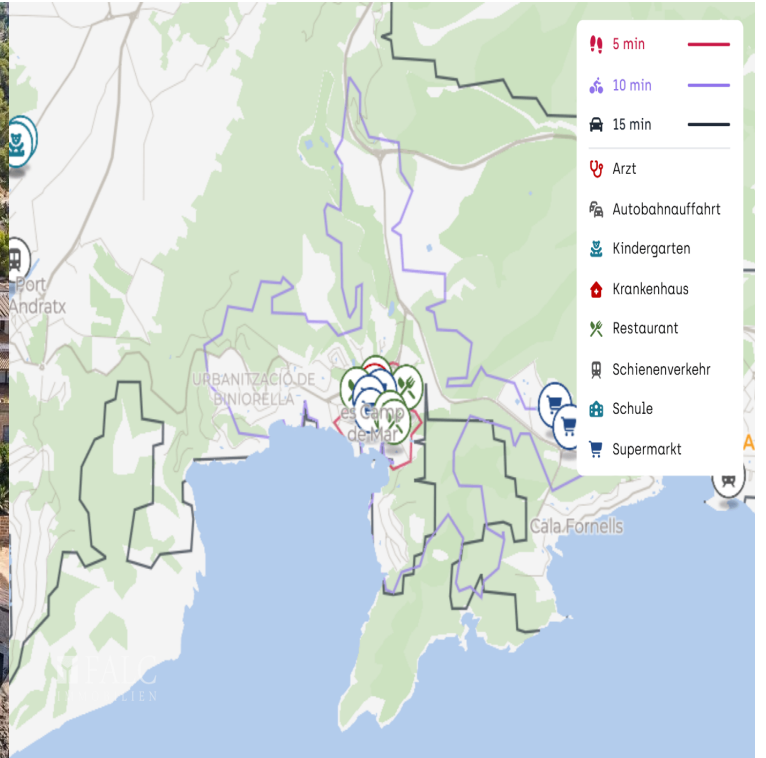 5 min
10 min
15 min
Arzt
Autobahnauffahrt
Kindergarten
Krankenhaus
Restaurant
Schienenverkehr
Schule
Supermarkt
Port
Andratx
URBANITZACIÓ DE
BINIORELLA
es Camp
de Mar
Cala Fornells
A
FALC